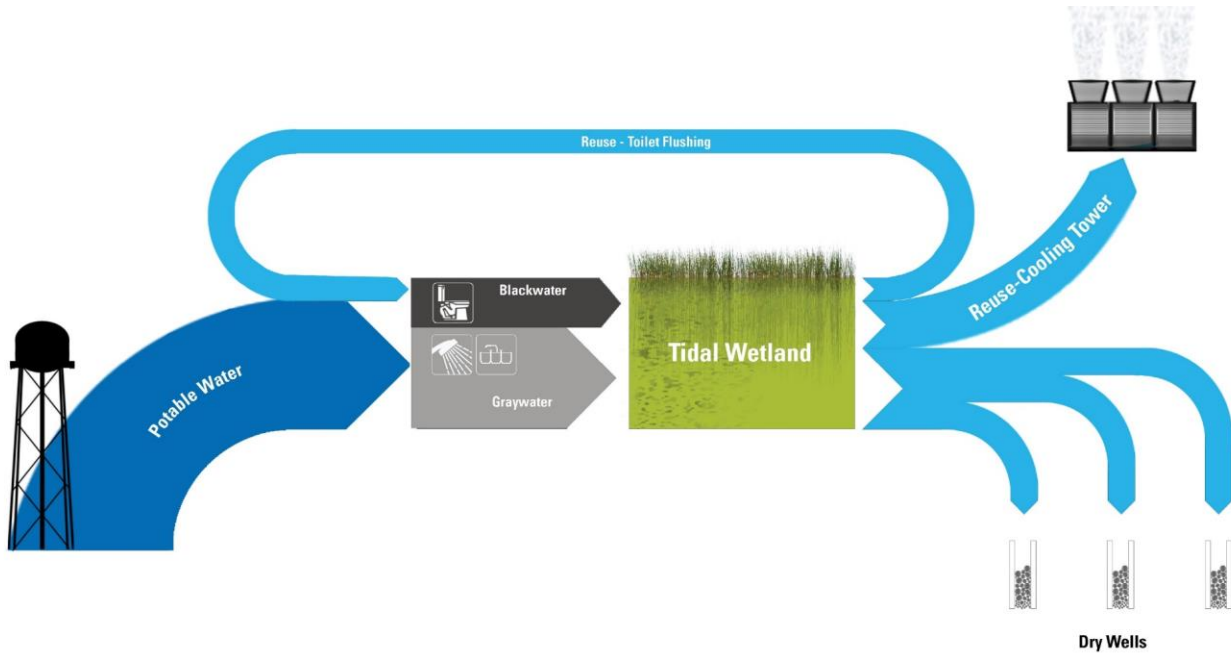 Reuse - Toilet Flushing
Reuse-Cooling Tower
Blackwater
Potable Water
Tidal Wetland
Graywater
Dry Wells